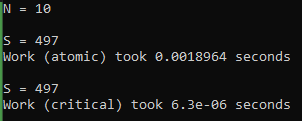 N = 10
S = 497
Work (atomic) took 0.0018964 seconds
S = 497
Work (critical) took 6.3e-06 seconds